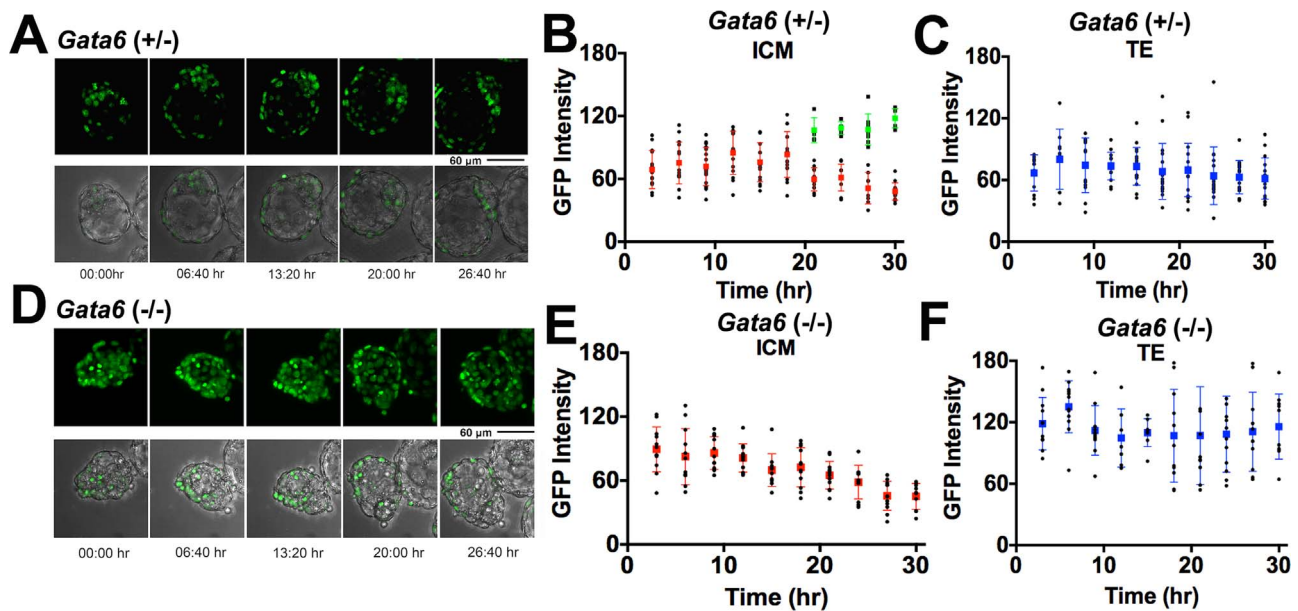 A
Gata6 (+/-)
60 µm
00:00hr
06:40 hr
13:20 hr
20:00 hr
26:40 hr
B
Gata6 (+/-)
ICM
GFP Intensity
180
120
60
0
0
10
20
30
Time (hr)
C
Gata6 (+/-)
TE
GFP Intensity
180
120
60
0
0
10
20
30
Time (hr)
D
Gata6 (-/-)
60 µm
00:00 hr
06:40 hr
13:20 hr
20:00 hr
26:40 hr
E
Gata6 (-/-)
ICM
GFP Intensity
180
120
60
0
0
10
20
30
Time (hr)
F
Gata6 (-/-)
TE
GFP Intensity
180
120
60
0
0
10
20
30
Time (hr)